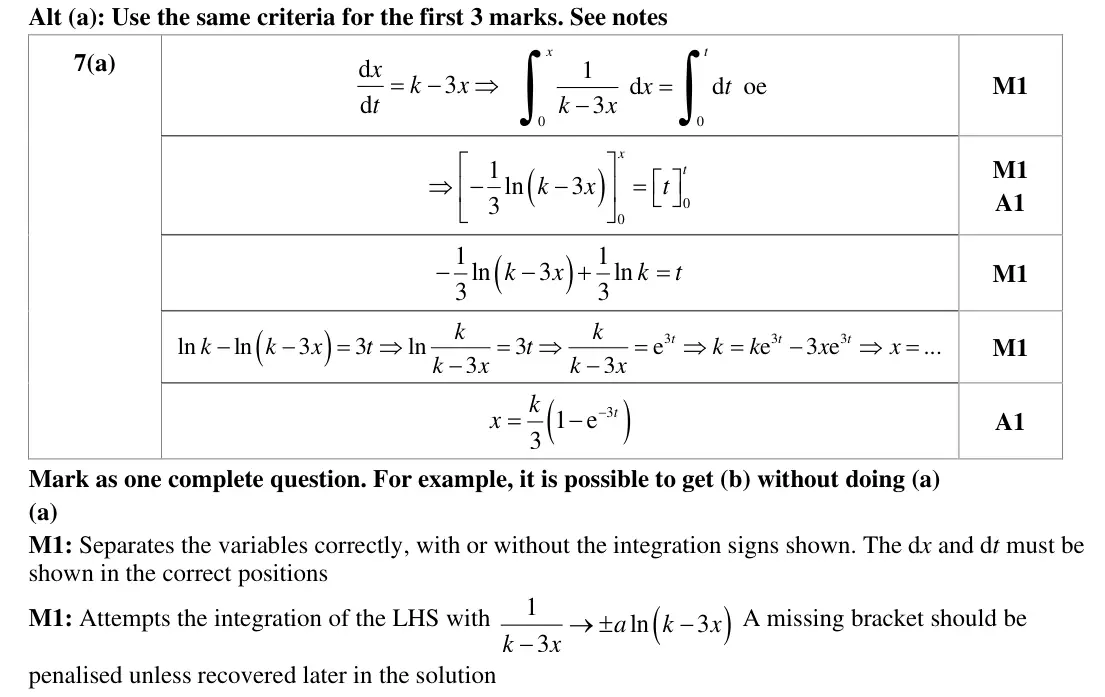 Alt (a): Use the same criteria for the first 3 marks. See notes
7(a)
dx/dt = k − 3x ⇒ ∫₀ˣ 1/(k − 3x) dx = ∫₀ᵗ dt oe
M1
⇒ [−1/3 ln(k − 3x)]₀ˣ = [t]₀ᵗ
M1
A1
−1/3 ln(k − 3x) + 1/3 ln k = t
M1
ln k − ln(k − 3x) = 3t ⇒ ln k/(k − 3x) = 3t ⇒ k/(k − 3x) = e³ᵗ ⇒ k = ke³ᵗ − 3xe³ᵗ ⇒ x = ...
M1
x = k/3 (1 − e⁻³ᵗ)
A1
Mark as one complete question. For example, it is possible to get (b) without doing (a)
(a)
M1: Separates the variables correctly, with or without the integration signs shown. The dx and dt must be
shown in the correct positions
M1: Attempts the integration of the LHS with 1/(k − 3x) → ±a ln(k − 3x) A missing bracket should be
penalised unless recovered later in the solution